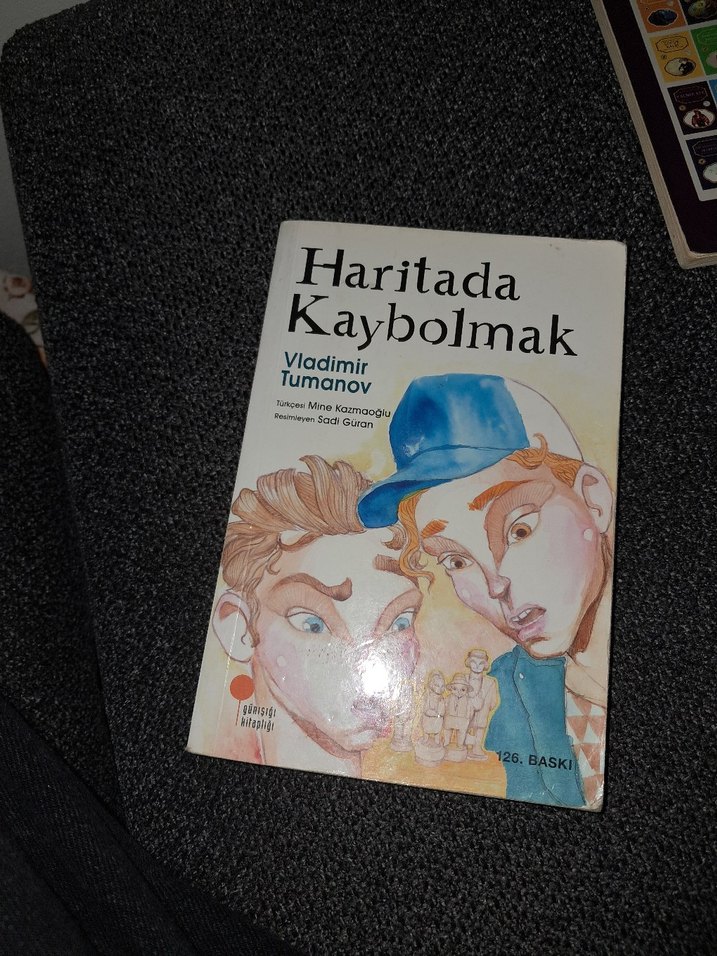 Haritada
Kaybolmak
Vladimir
Tumanov
Türkçesi Mine Kazmaoğlu
Resimleyen Sadi Güran
günışığı
kitaplığı
126. BASKI